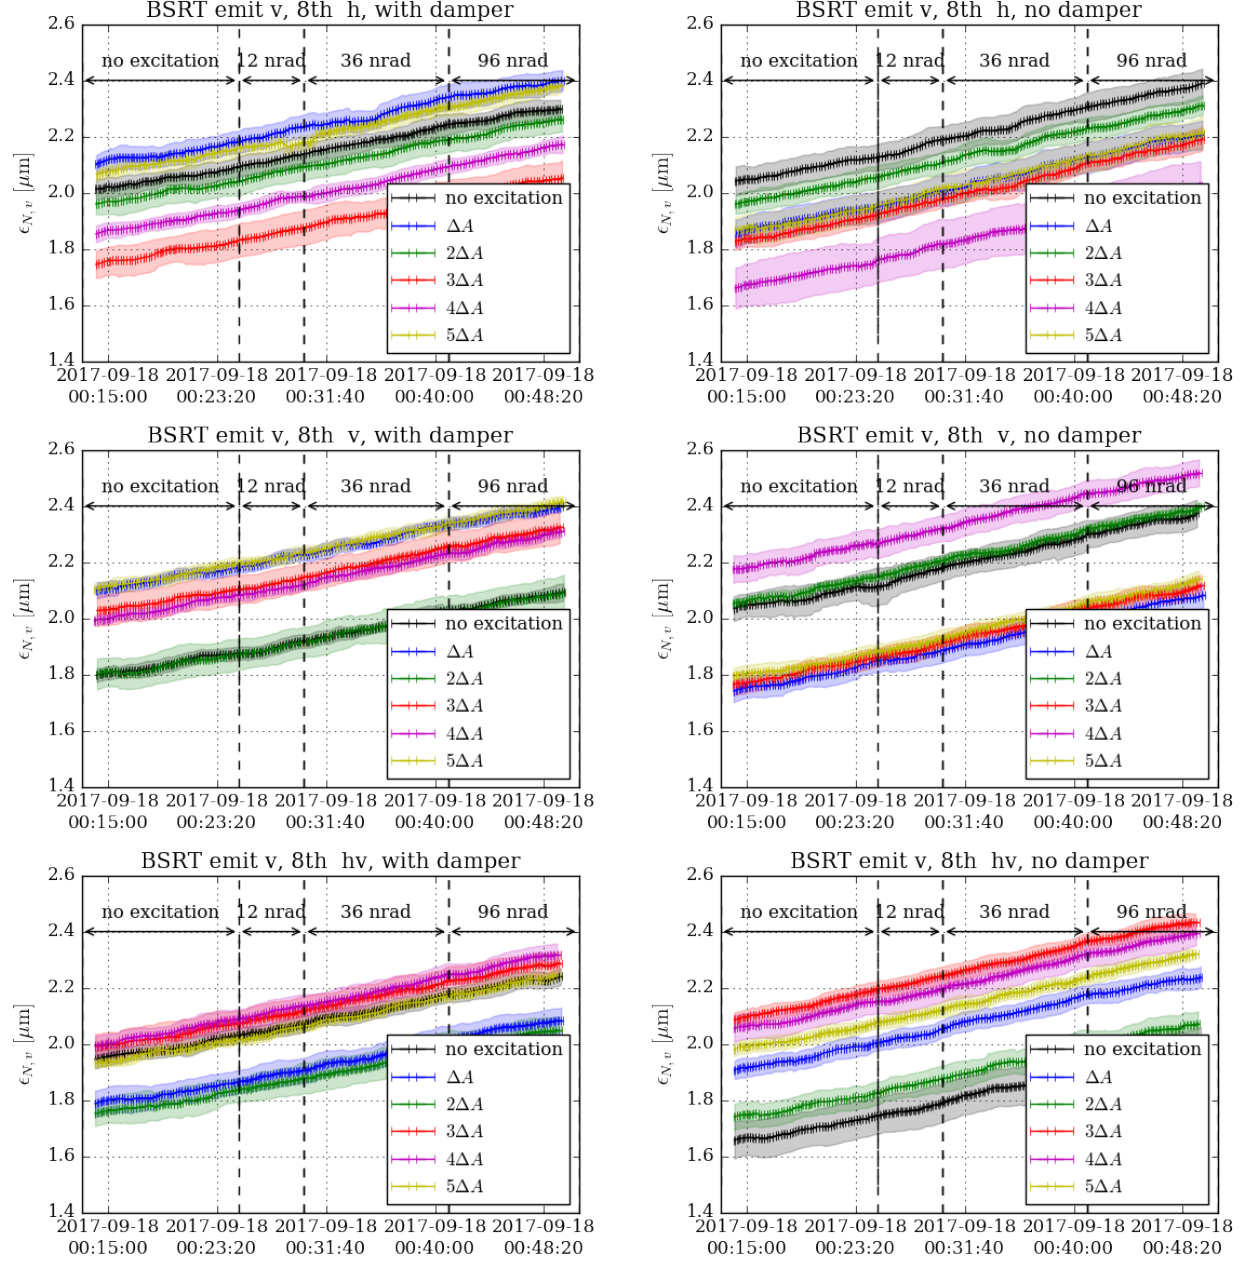 BSRT emit v, 8th h, with damper
2.6
no excitation 12 nrad 36 nrad 96 nrad
2.4
2.2
2.0
1.8
1.6
1.4
ϵN,v [μm]
no excitation
ΔA
2ΔA
3ΔA
4ΔA
5ΔA
2017-09-18 2017-09-18 2017-09-18 2017-09-18 2017-09-18
00:15:00 00:23:20 00:31:40 00:40:00 00:48:20
BSRT emit v, 8th h, no damper
2.6
no excitation 12 nrad 36 nrad 96 nrad
2.4
2.2
2.0
1.8
1.6
1.4
ϵN,v [μm]
no excitation
ΔA
2ΔA
3ΔA
4ΔA
5ΔA
2017-09-18 2017-09-18 2017-09-18 2017-09-18 2017-09-18
00:15:00 00:23:20 00:31:40 00:40:00 00:48:20
BSRT emit v, 8th v, with damper
2.6
no excitation 12 nrad 36 nrad 96 nrad
2.4
2.2
2.0
1.8
1.6
1.4
ϵN,v [μm]
no excitation
ΔA
2ΔA
3ΔA
4ΔA
5ΔA
2017-09-18 2017-09-18 2017-09-18 2017-09-18 2017-09-18
00:15:00 00:23:20 00:31:40 00:40:00 00:48:20
BSRT emit v, 8th v, no damper
2.6
no excitation 12 nrad 36 nrad 96 nrad
2.4
2.2
2.0
1.8
1.6
1.4
ϵN,v [μm]
no excitation
ΔA
2ΔA
3ΔA
4ΔA
5ΔA
2017-09-18 2017-09-18 2017-09-18 2017-09-18 2017-09-18
00:15:00 00:23:20 00:31:40 00:40:00 00:48:20
BSRT emit v, 8th hv, with damper
2.6
no excitation 12 nrad 36 nrad 96 nrad
2.4
2.2
2.0
1.8
1.6
1.4
ϵN,v [μm]
no excitation
ΔA
2ΔA
3ΔA
4ΔA
5ΔA
2017-09-18 2017-09-18 2017-09-18 2017-09-18 2017-09-18
00:15:00 00:23:20 00:31:40 00:40:00 00:48:20
BSRT emit v, 8th hv, no damper
2.6
no excitation 12 nrad 36 nrad 96 nrad
2.4
2.2
2.0
1.8
1.6
1.4
ϵN,v [μm]
no excitation
ΔA
2ΔA
3ΔA
4ΔA
5ΔA
2017-09-18 2017-09-18 2017-09-18 2017-09-18 2017-09-18
00:15:00 00:23:20 00:31:40 00:40:00 00:48:20